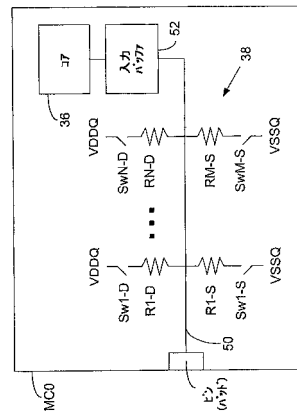 コア
36
入力
バッファ
52
38
VDDQ
SwN-D
RN-D
RM-S
SwM-S
VSSQ
VDDQ
Sw1-D
R1-D
R1-S
Sw1-S
VSSQ
50
ピン
(パッド)
MC0